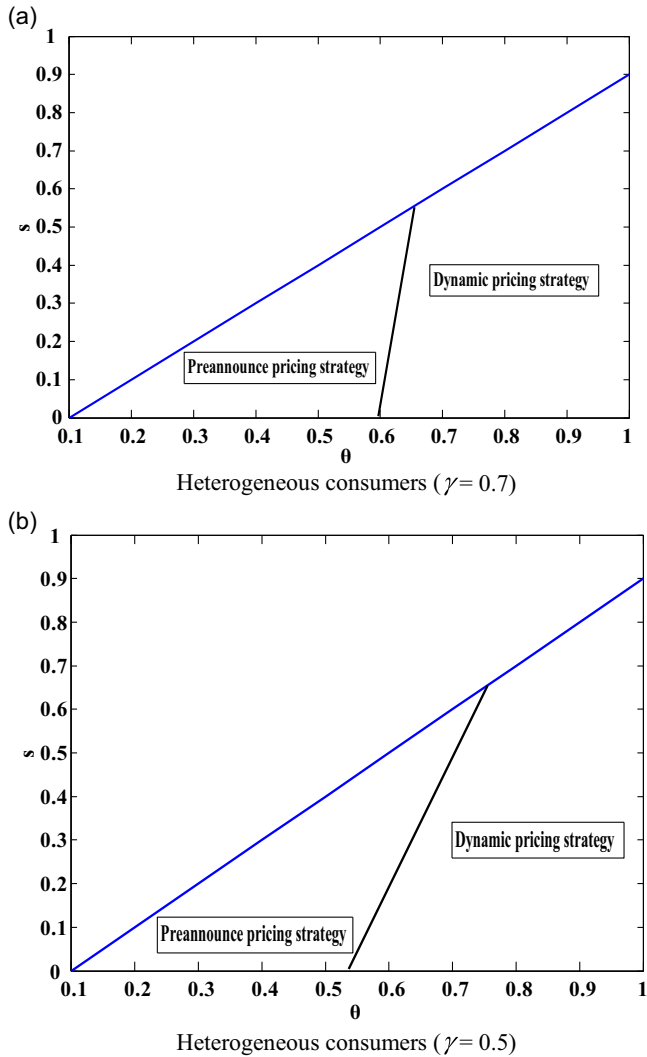 (a)
1
0.9
0.8
0.7
0.6
0.5
0.4
0.3
0.2
0.1
0
s
Dynamic pricing strategy
Preannounce pricing strategy
0.1 0.2 0.3 0.4 0.5 0.6 0.7 0.8 0.9 1
θ
Heterogeneous consumers (γ = 0.7)
(b)
1
0.9
0.8
0.7
0.6
0.5
0.4
0.3
0.2
0.1
0
s
Dynamic pricing strategy
Preannounce pricing strategy
0.1 0.2 0.3 0.4 0.5 0.6 0.7 0.8 0.9 1
θ
Heterogeneous consumers (γ = 0.5)